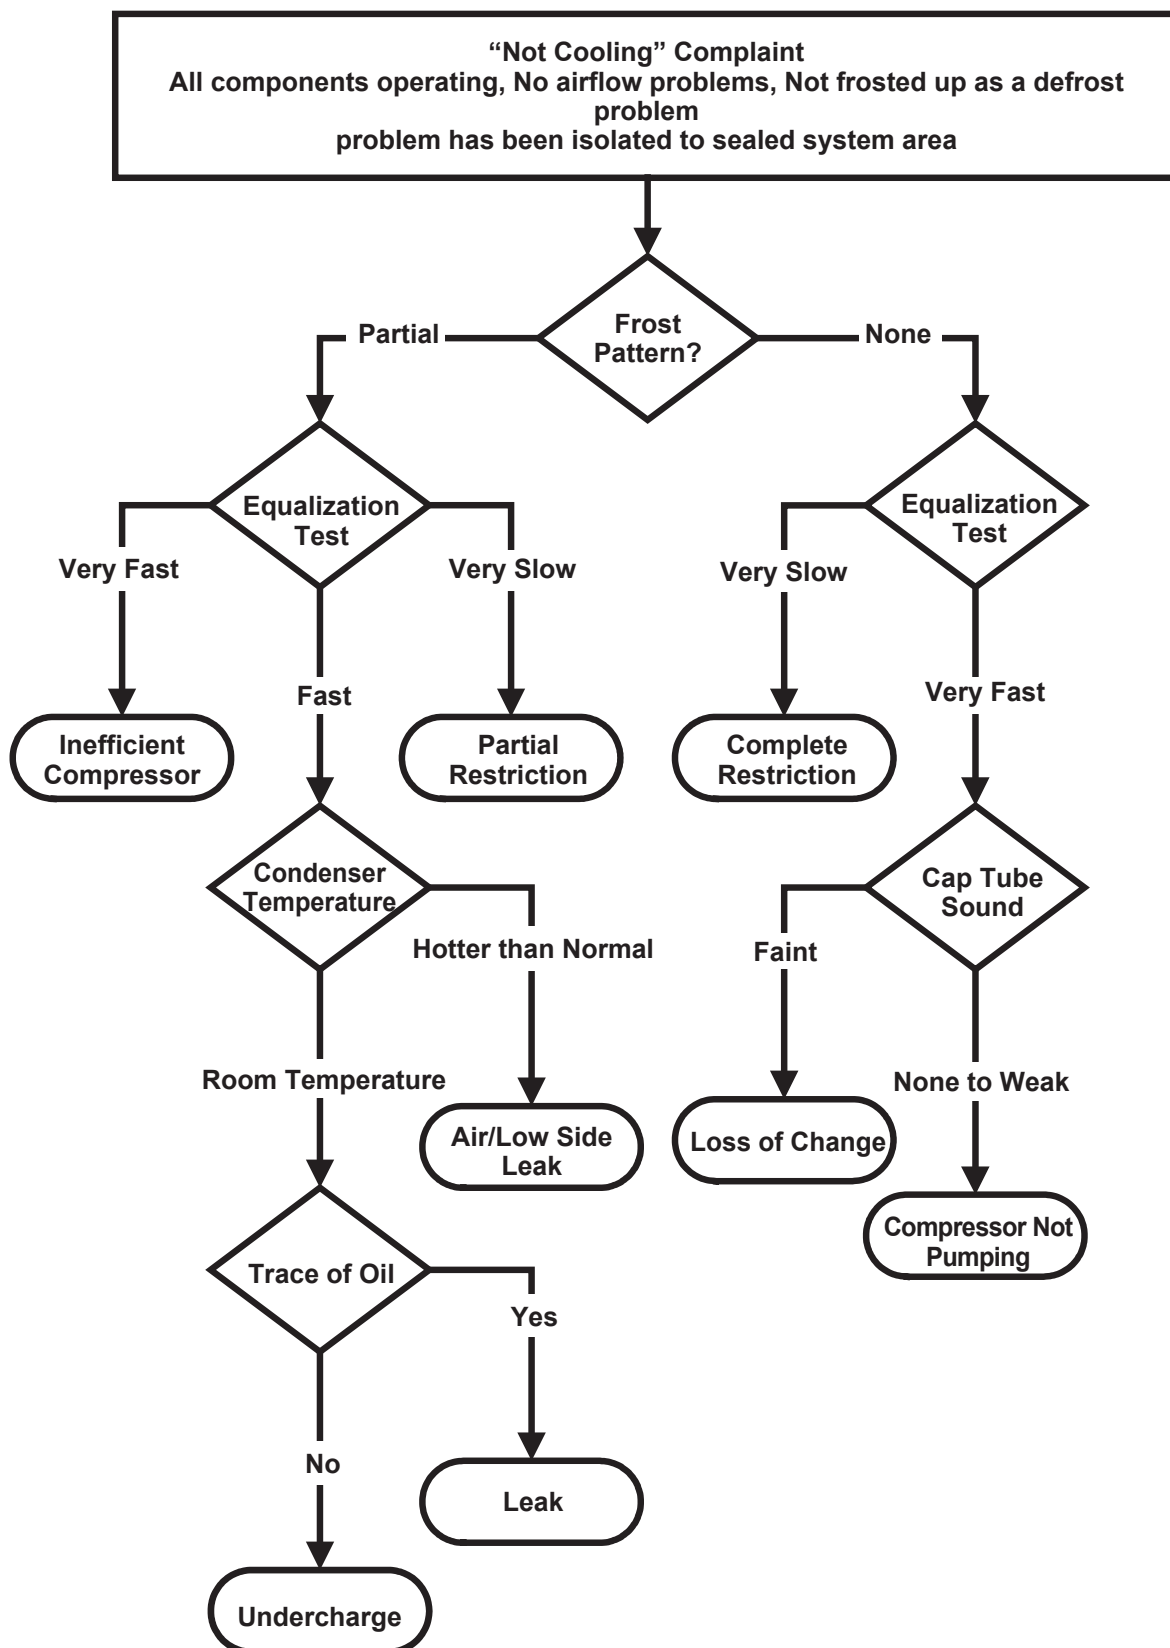 “Not Cooling” Complaint
All components operating, No airflow problems, Not frosted up as a defrost
problem
problem has been isolated to sealed system area
Frost
Pattern?
Partial
None
Equalization
Test
Equalization
Test
Very Fast
Very Slow
Very Slow
Fast
Very Fast
Inefficient
Compressor
Partial
Restriction
Complete
Restriction
Condenser
Temperature
Cap Tube
Sound
Hotter than Normal
Faint
Room Temperature
None to Weak
Air/Low Side
Leak
Loss of Change
Compressor Not
Pumping
Trace of Oil
Yes
No
Leak
Undercharge